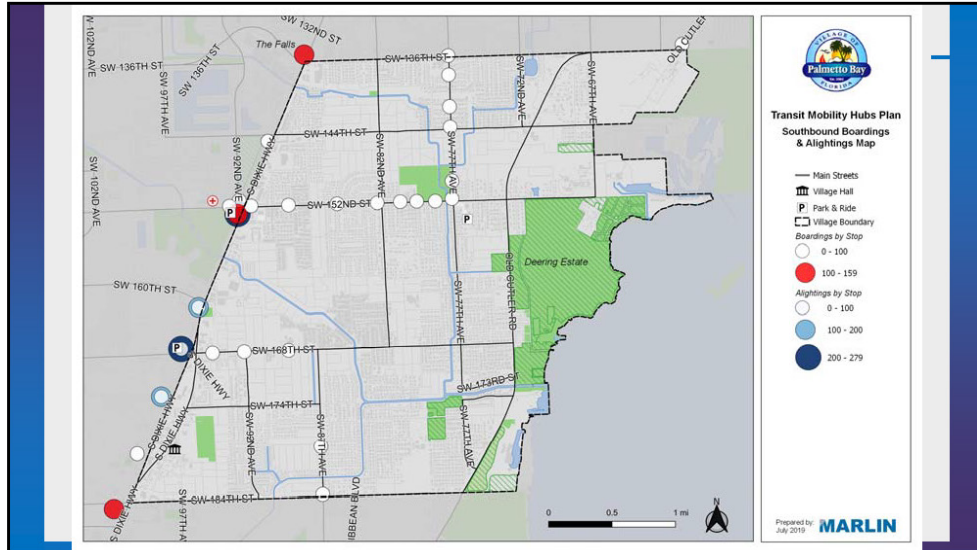 SW 132ND ST
The Falls
SW 102ND AVE
SW 136TH ST
SW 136TH ST
SW 97TH AVE
SW 136TH ST
SW 72ND AVE
SW 67TH AVE
OLD CUTLER
SW 144TH ST
SW 92ND AVE
S DIXIE HWY
SW 82ND AVE
SW 77TH AVE
SW 102ND AVE
P
SW 152ND ST
P
Deering Estate
OLD CUTLER RD
SW 160TH ST
SW 77TH AVE
P
SW 168TH ST
S DIXIE HWY
SW 173RD ST
SW 174TH ST
S DIXIE HWY
S DIXIE HWY
SW 92ND AVE
SW 87TH AVE
SW 77TH AVE
SW 184TH ST
S DIXIE HWY
SW 97TH A
IBBEAN BLVD
0 0.5 1 mi
N
VILLAGE OF
Palmetto Bay
FLORIDA
Transit Mobility Hubs Plan
Southbound Boardings
& Alightings Map
Main Streets
Village Hall
P Park & Ride
Village Boundary
Boardings by Stop
0 - 100
100 - 159
Alightings by Stop
0 - 100
100 - 200
200 - 279
Prepared by:
July 2019
MARLIN